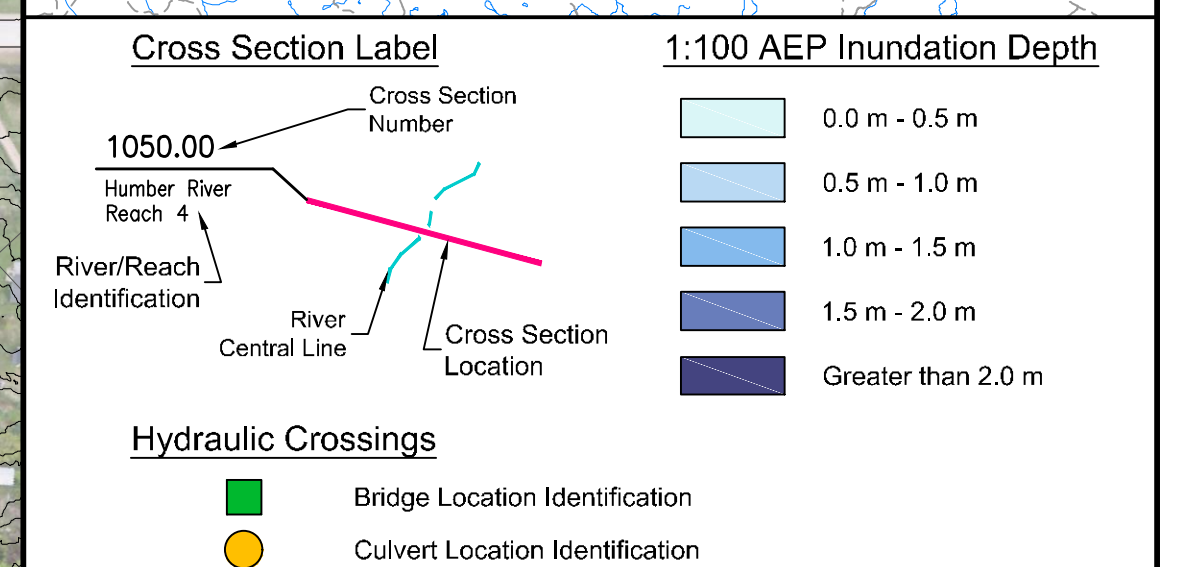 Cross Section Label
Cross Section
Number
1050.00
Humber River
Reach 4
River/Reach
Identification
River
Central Line
Cross Section
Location
1:100 AEP Inundation Depth
0.0 m - 0.5 m
0.5 m - 1.0 m
1.0 m - 1.5 m
1.5 m - 2.0 m
Greater than 2.0 m
Hydraulic Crossings
Bridge Location Identification
Culvert Location Identification